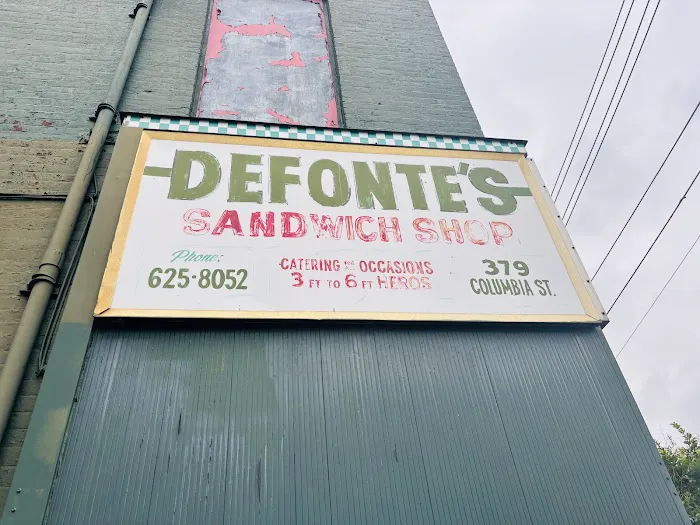 DEFONTE'S
SANDWICH SHOP
Phone:
625-8052
CATERING ALL OCCASIONS
3 FT TO 6 FT HEROS
379
COLUMBIA ST.